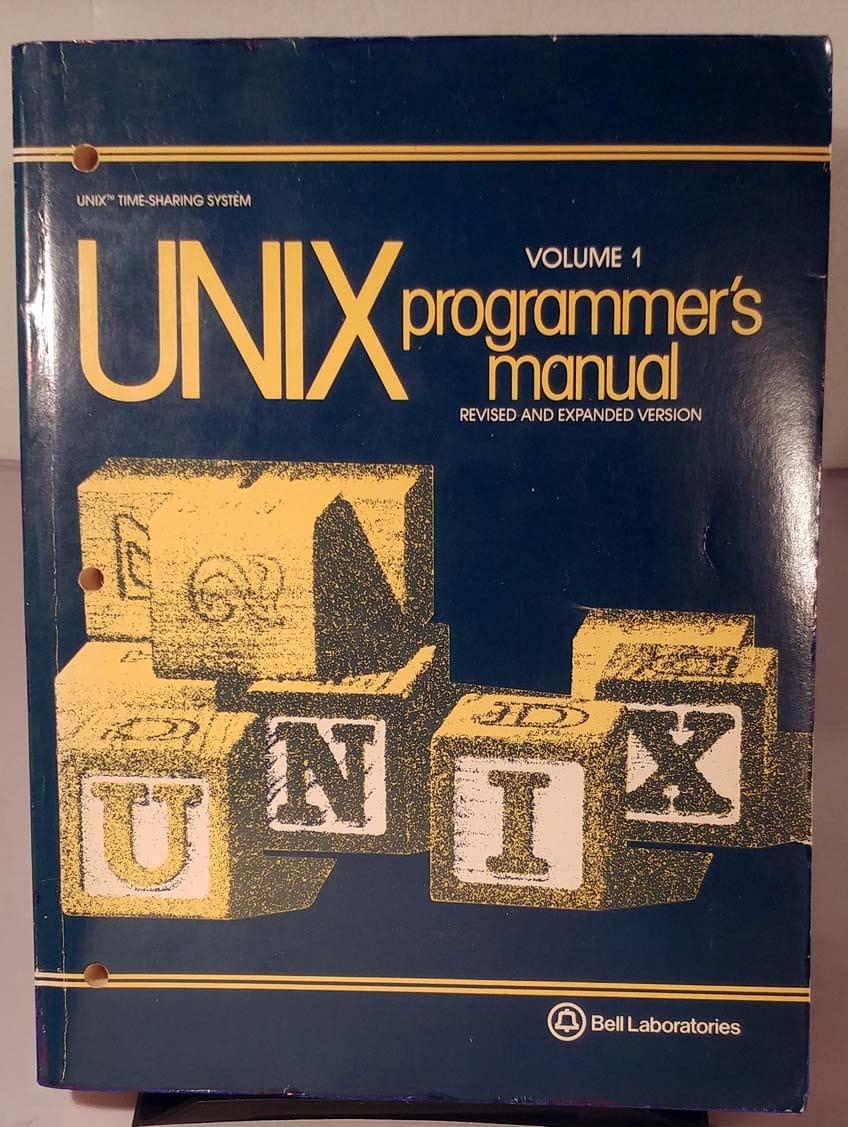 UNIX™ TIME-SHARING SYSTEM
UNIX
VOLUME 1
programmer's
manual
REVISED AND EXPANDED VERSION
U N I X
Bell Laboratories